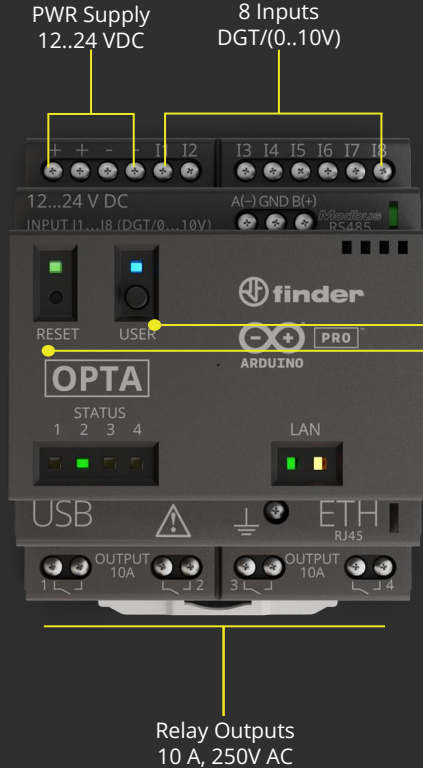 PWR Supply
12..24 VDC
8 Inputs
DGT/(0..10V)
+ + - - I1 I2
I3 I4 I5 I6 I7 I8
12...24 V DC
INPUT I1...I8 (DGT/0...10V)
A(-) GND B(+)
Modbus
RS485
RESET
USER
finder
ARDUINO
PRO™
OPTA
STATUS
1 2 3 4
LAN
USB
ETH
RJ45
1
OUTPUT
10A
2
3
OUTPUT
10A
4
Relay Outputs
10 A, 250V AC